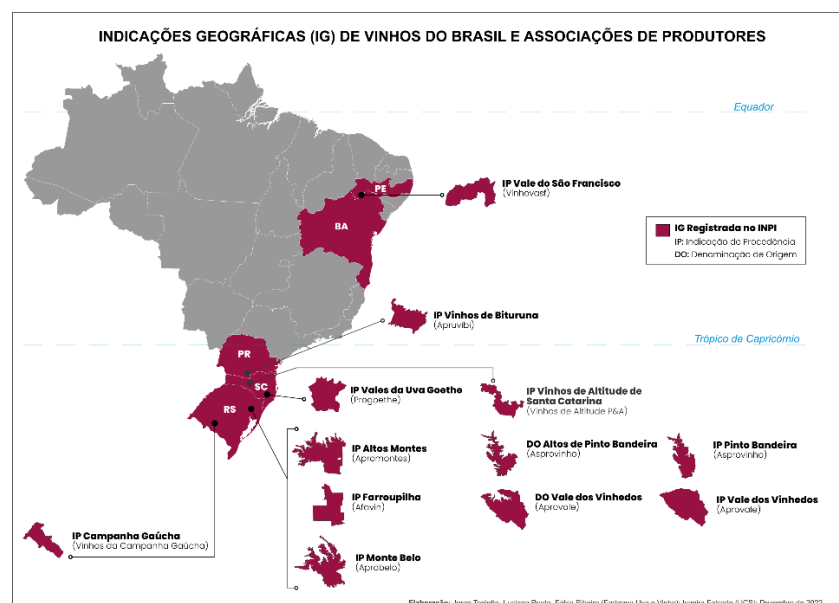 INDICAÇÕES GEOGRÁFICAS (IG) DE VINHOS DO BRASIL E ASSOCIAÇÕES DE PRODUTORES
Equador
PE
IP Vale do São Francisco
(Vinhovasf)
BA
IG Registrada no INPI
IP: Indicação de Procedência
DO: Denominação de Origem
IP Vinhos de Bituruna
(Apruvibi)
Trópico de Capricórnio
PR
SC
RS
IP Vales da Uva Goethe
(Progoethe)
IP Vinhos de Altitude de
Santa Catarina
(Vinhos de Altitude P&A)
IP Altos Montes
(Apromontes)
DO Altos de Pinto Bandeira
(Asprovinho)
IP Pinto Bandeira
(Asprovinho)
IP Farroupilha
(Afavin)
DO Vale dos Vinhedos
(Aprovale)
IP Vale dos Vinhedos
(Aprovale)
IP Campanha Gaúcha
(Vinhos da Campanha Gaúcha)
IP Monte Belo
(Aprobelo)